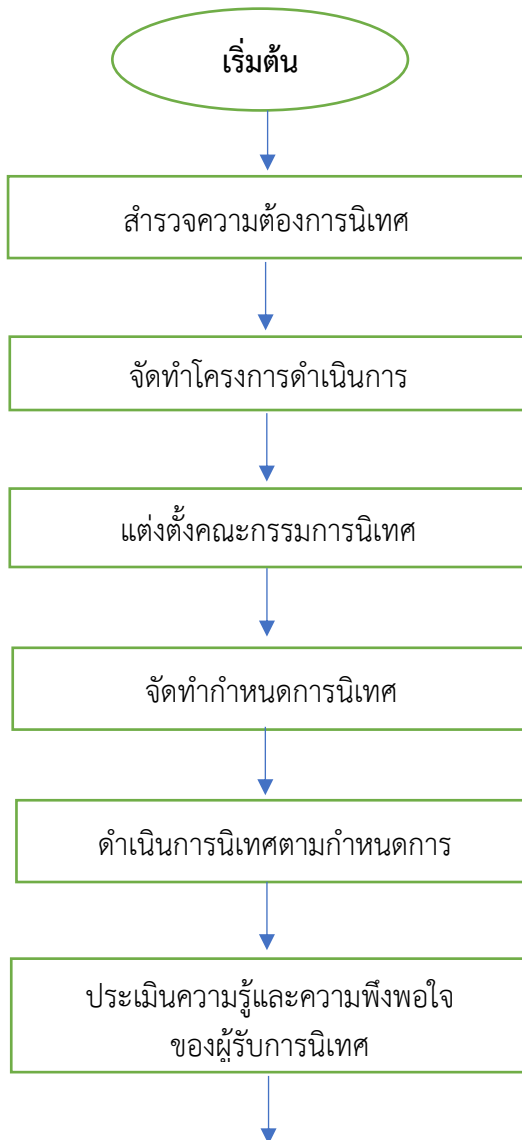 เริ่มต้น
สำรวจความต้องการนิเทศ
จัดทำโครงการดำเนินการ
แต่งตั้งคณะกรรมการนิเทศ
จัดทำกำหนดการนิเทศ
ดำเนินการนิเทศตามกำหนดการ
ประเมินความรู้และความพึงพอใจ
ของผู้รับการนิเทศ